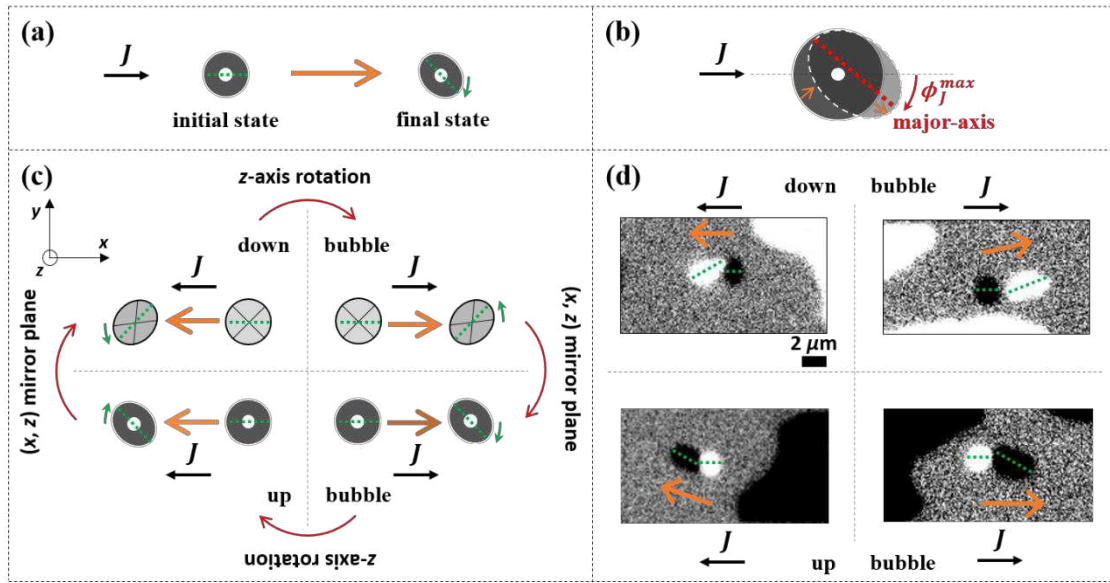 (a)
J
initial state
final state
(b)
J
ϕ_J^max
major-axis
(c)
z-axis rotation
y
x
z
down bubble
J
J
(x, z) mirror plane
(x, z) mirror plane
J
J
up bubble
z-axis rotation
(d)
J
down bubble
J
2 μm
J
up bubble
J